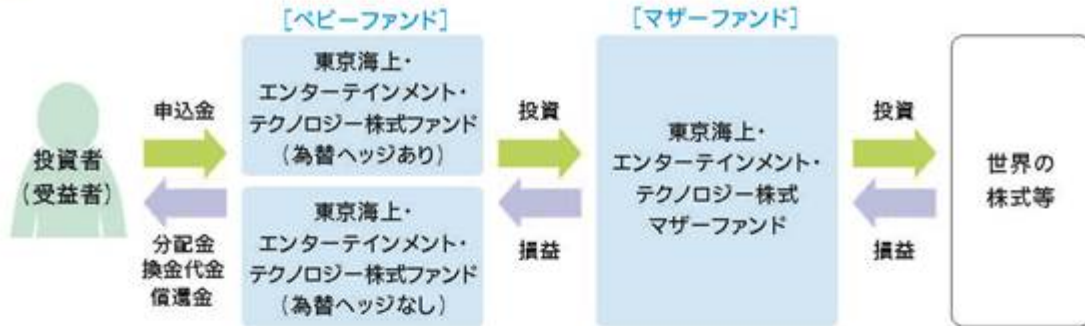 [ベビーファンド]
[マザーファンド]
投資者
(受益者)
申込金
分配金
換金代金
償還金
東京海上・
エンターテインメント・
テクノロジー株式ファンド
(為替ヘッジあり)
東京海上・
エンターテインメント・
テクノロジー株式ファンド
(為替ヘッジなし)
投資
損益
東京海上・
エンターテインメント・
テクノロジー株式
マザーファンド
投資
損益
世界の
株式等